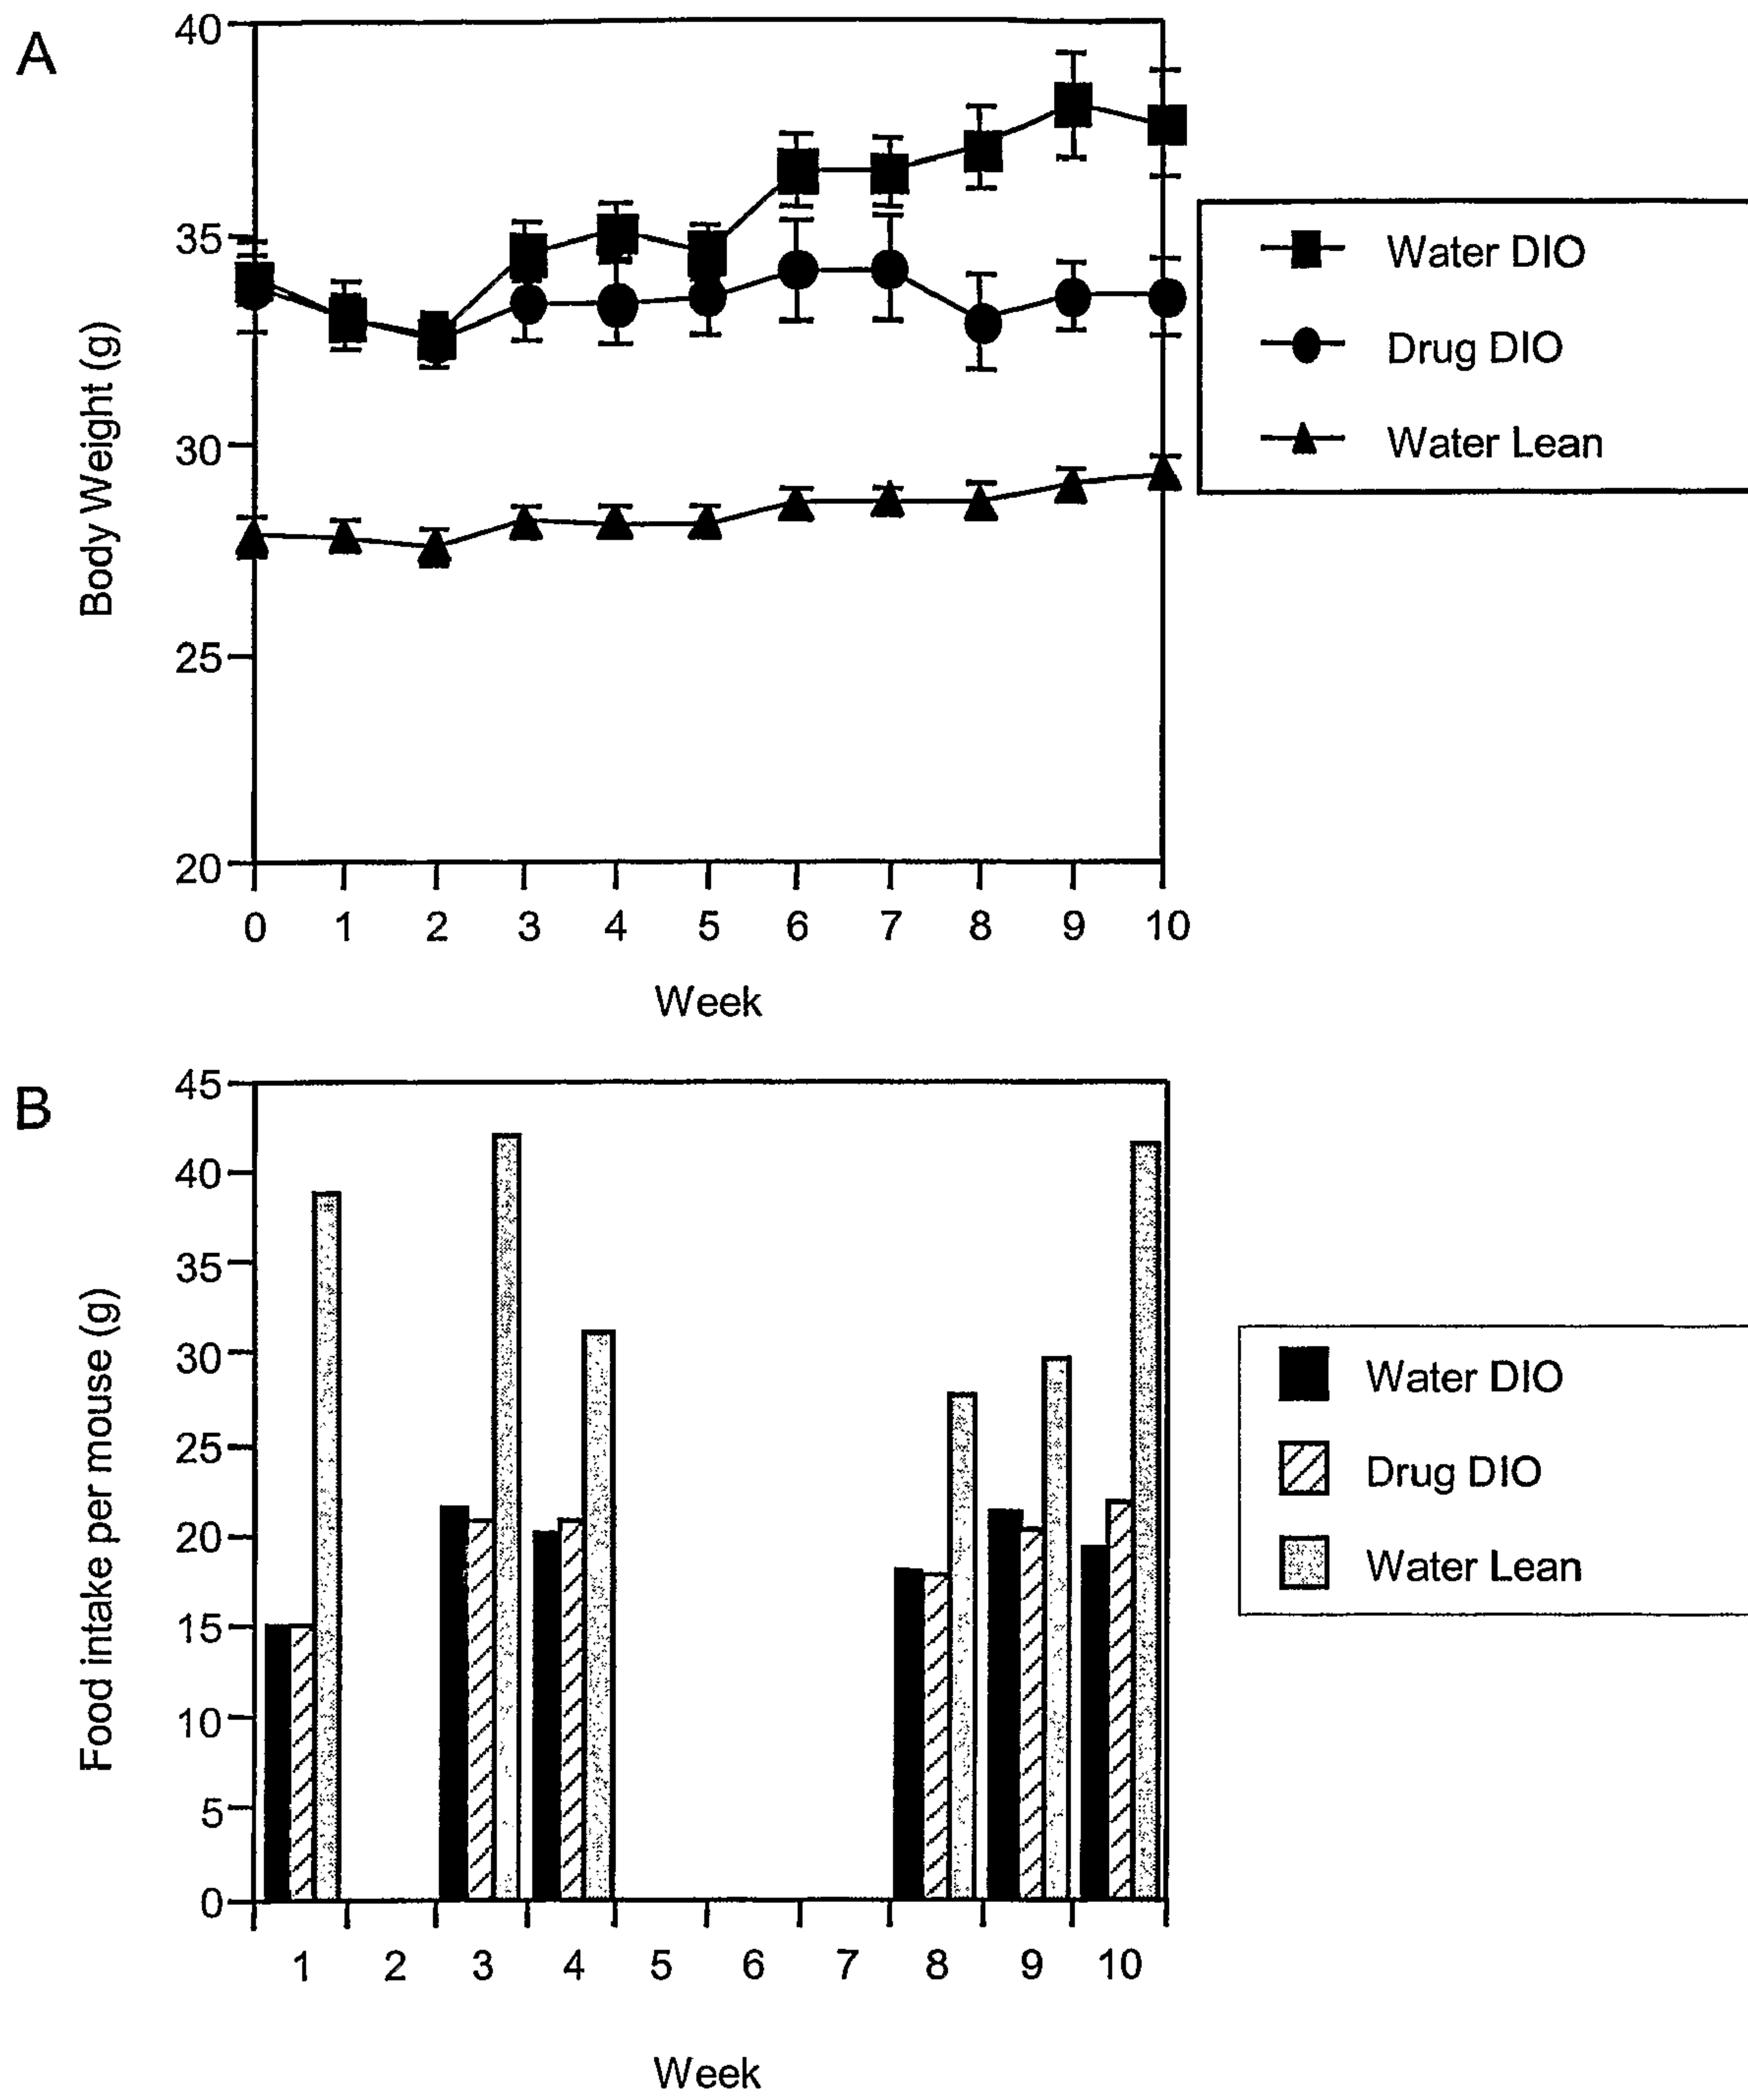 A
Body Weight (g)
40
35
30
25
20
0 1 2 3 4 5 6 7 8 9 10
Week
Water DIO
Drug DIO
Water Lean
B
Food intake per mouse (g)
45
40
35
30
25
20
15
10
5
0
1 2 3 4 5 6 7 8 9 10
Week
Water DIO
Drug DIO
Water Lean